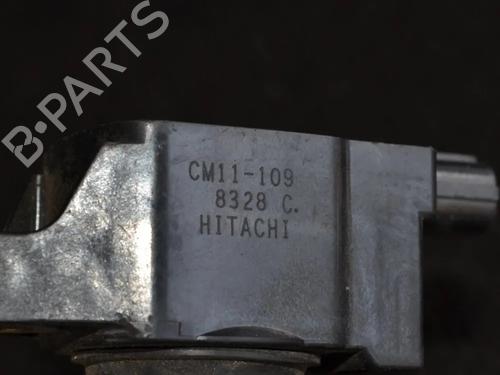 B-PARTS
CM11-109
8328 C.
HITACHI